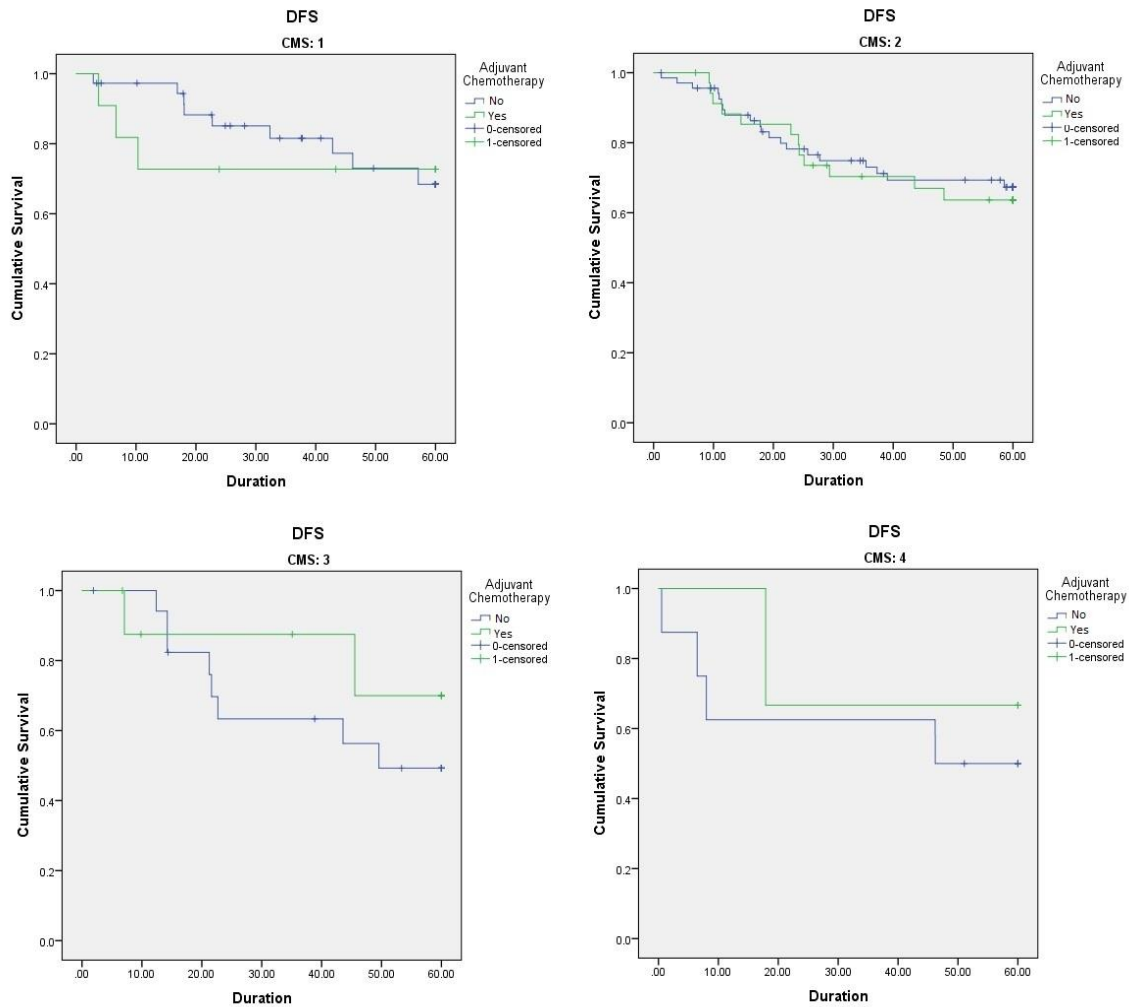 DFS
CMS: 1
Cumulative Survival
1.0
0.8
0.6
0.4
0.2
0.0
.00 10.00 20.00 30.00 40.00 50.00 60.00
Duration
Adjuvant
Chemotherapy
No
Yes
0-censored
1-censored
DFS
CMS: 2
Cumulative Survival
1.0
0.8
0.6
0.4
0.2
0.0
.00 10.00 20.00 30.00 40.00 50.00 60.00
Duration
Adjuvant
Chemotherapy
No
Yes
0-censored
1-censored
DFS
CMS: 3
Cumulative Survival
1.0
0.8
0.6
0.4
0.2
0.0
.00 10.00 20.00 30.00 40.00 50.00 60.00
Duration
Adjuvant
Chemotherapy
No
Yes
0-censored
1-censored
DFS
CMS: 4
Cumulative Survival
1.0
0.8
0.6
0.4
0.2
0.0
.00 10.00 20.00 30.00 40.00 50.00 60.00
Duration
Adjuvant
Chemotherapy
No
Yes
0-censored
1-censored